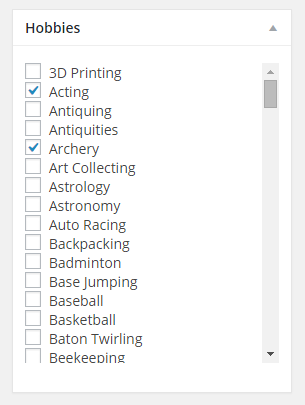 Hobbies
3D Printing
Acting
Antiquing
Antiquities
Archery
Art Collecting
Astrology
Astronomy
Auto Racing
Backpacking
Badminton
Base Jumping
Baseball
Basketball
Baton Twirling
Beekeeping